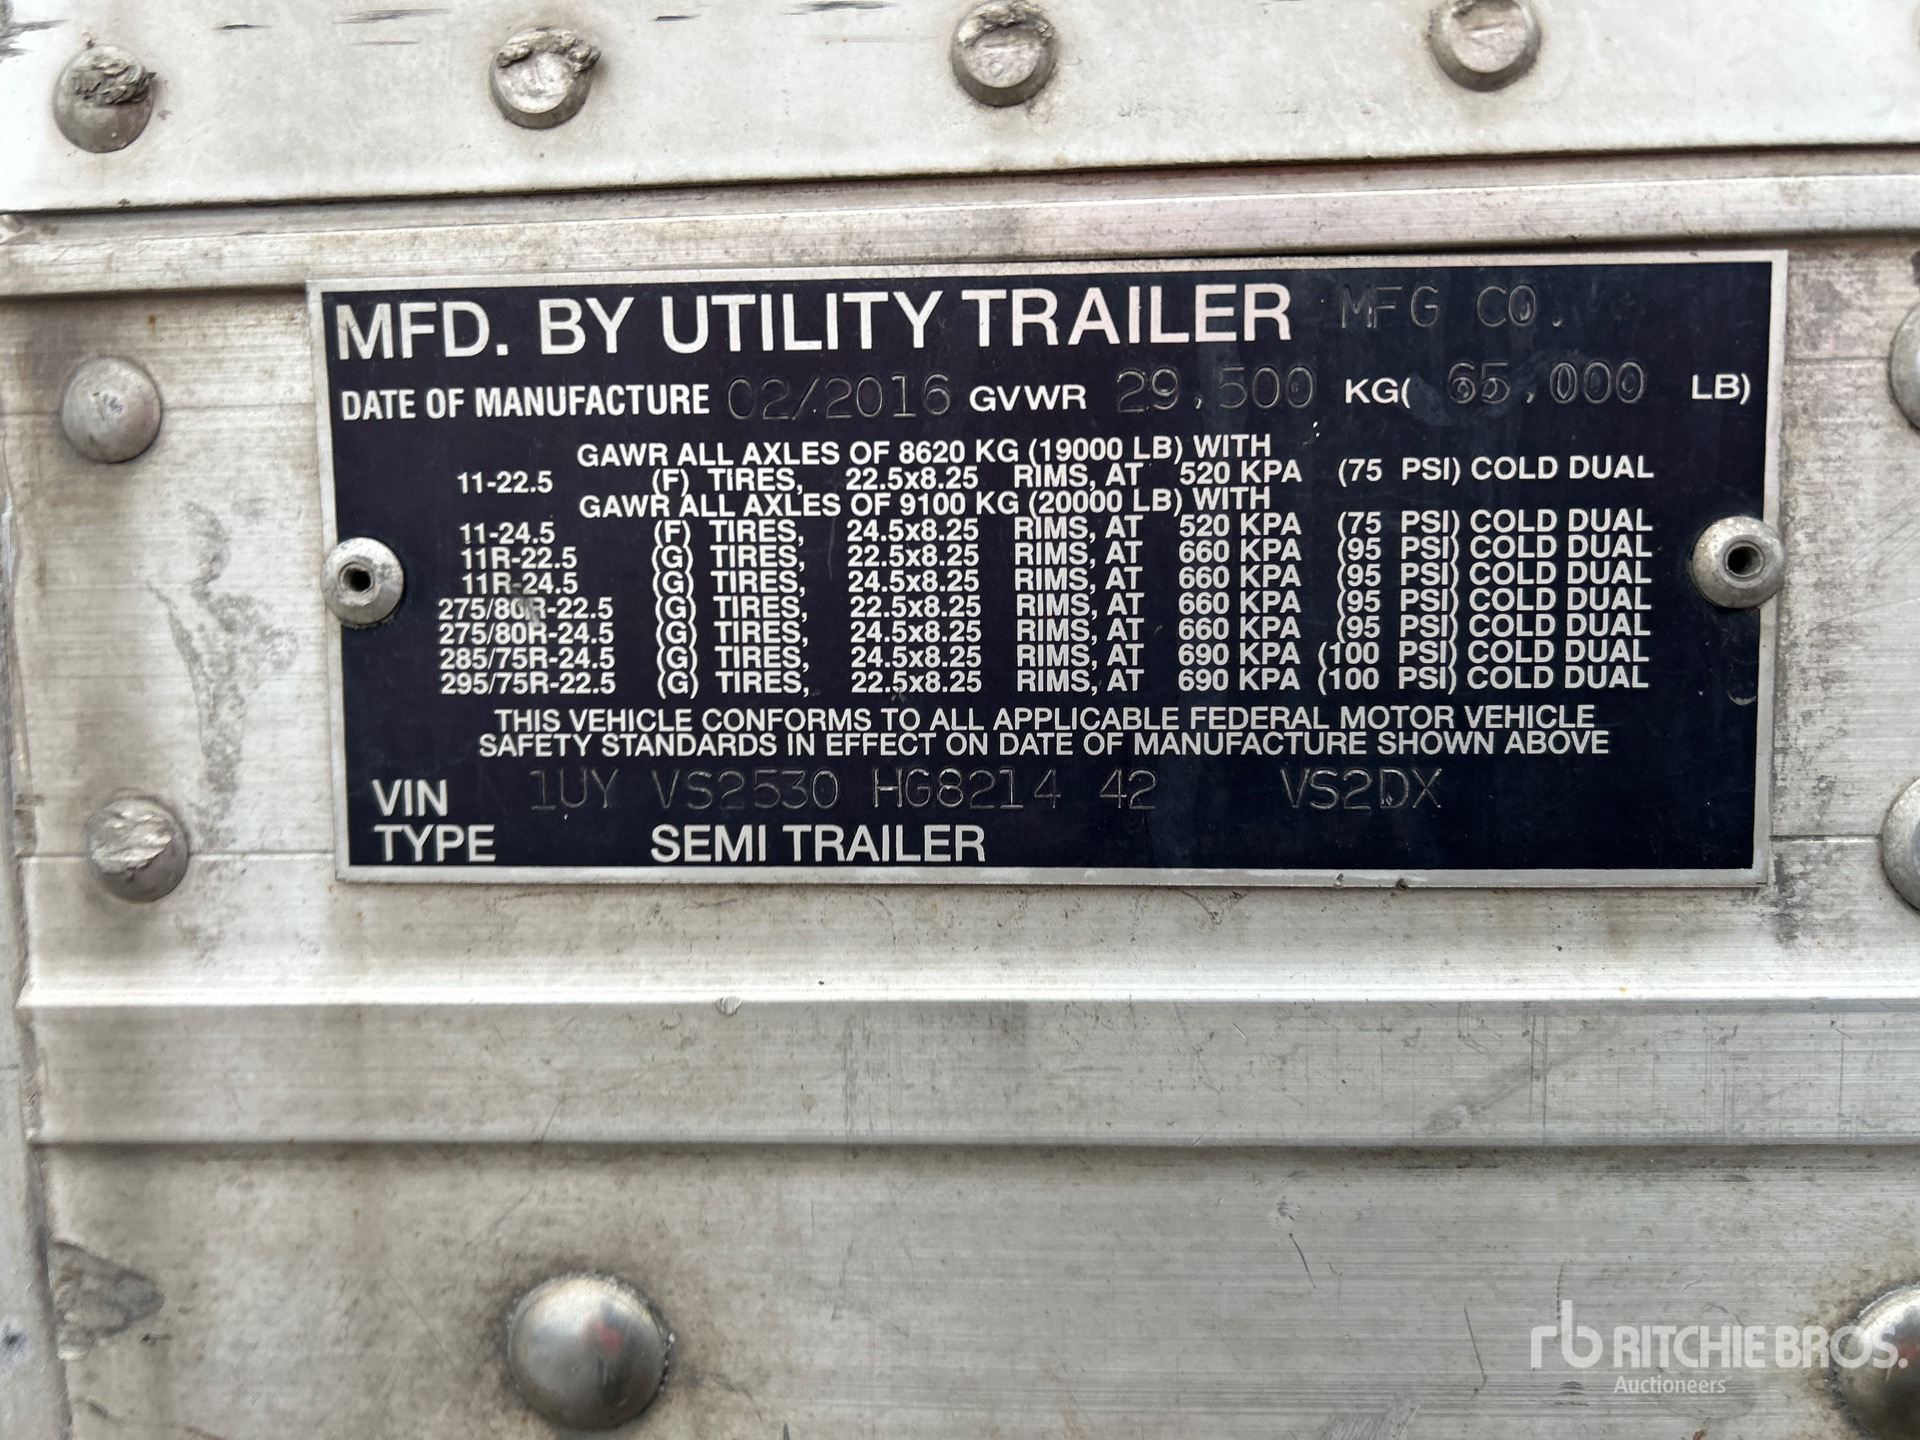 MFD. BY UTILITY TRAILER MFG CO.
DATE OF MANUFACTURE 02/2016 GVWR 29,500 KG( 65,000 LB)
GAWR ALL AXLES OF 8620 KG (19000 LB) WITH
11-22.5 (F) TIRES, 22.5x8.25 RIMS, AT 520 KPA (75 PSI) COLD DUAL
GAWR ALL AXLES OF 9100 KG (20000 LB) WITH
11-24.5 (F) TIRES, 24.5x8.25 RIMS, AT 520 KPA (75 PSI) COLD DUAL
11R-22.5 (G) TIRES, 22.5x8.25 RIMS, AT 660 KPA (95 PSI) COLD DUAL
11R-24.5 (G) TIRES, 24.5x8.25 RIMS, AT 660 KPA (95 PSI) COLD DUAL
275/80R-22.5 (G) TIRES, 22.5x8.25 RIMS, AT 660 KPA (95 PSI) COLD DUAL
275/80R-24.5 (G) TIRES, 24.5x8.25 RIMS, AT 660 KPA (95 PSI) COLD DUAL
285/75R-24.5 (G) TIRES, 24.5x8.25 RIMS, AT 690 KPA (100 PSI) COLD DUAL
295/75R-22.5 (G) TIRES, 22.5x8.25 RIMS, AT 690 KPA (100 PSI) COLD DUAL
THIS VEHICLE CONFORMS TO ALL APPLICABLE FEDERAL MOTOR VEHICLE
SAFETY STANDARDS IN EFFECT ON DATE OF MANUFACTURE SHOWN ABOVE
VIN 1UY VS2530 HG8214 42 VS2DX
TYPE SEMI TRAILER
rb RITCHIE BROS.
Auctioneers